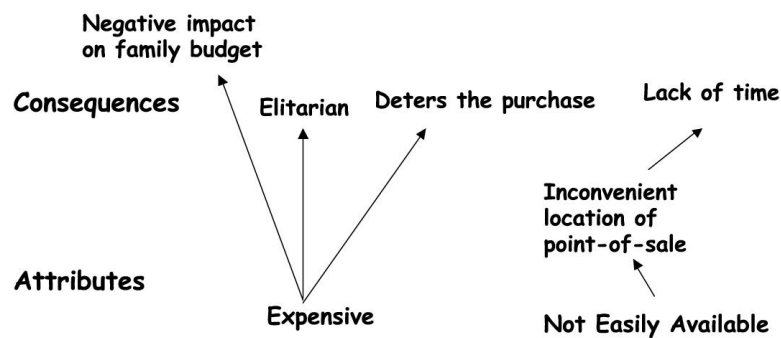 Negative impact
on family budget
Consequences
Elitarian
Deters the purchase
Lack of time
Inconvenient
location of
point-of-sale
Attributes
Expensive
Not Easily Available